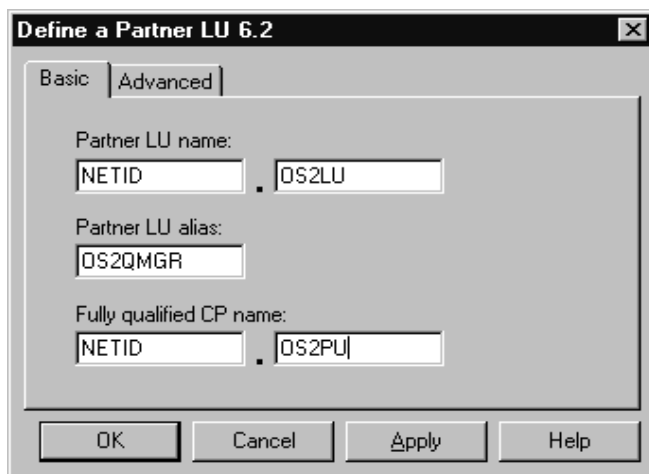 Define a Partner LU 6.2
Basic Advanced
Partner LU name:
NETID . OS2LU
Partner LU alias:
OS2QMGR
Fully qualified CP name:
NETID . OS2PU
OK Cancel Apply Help